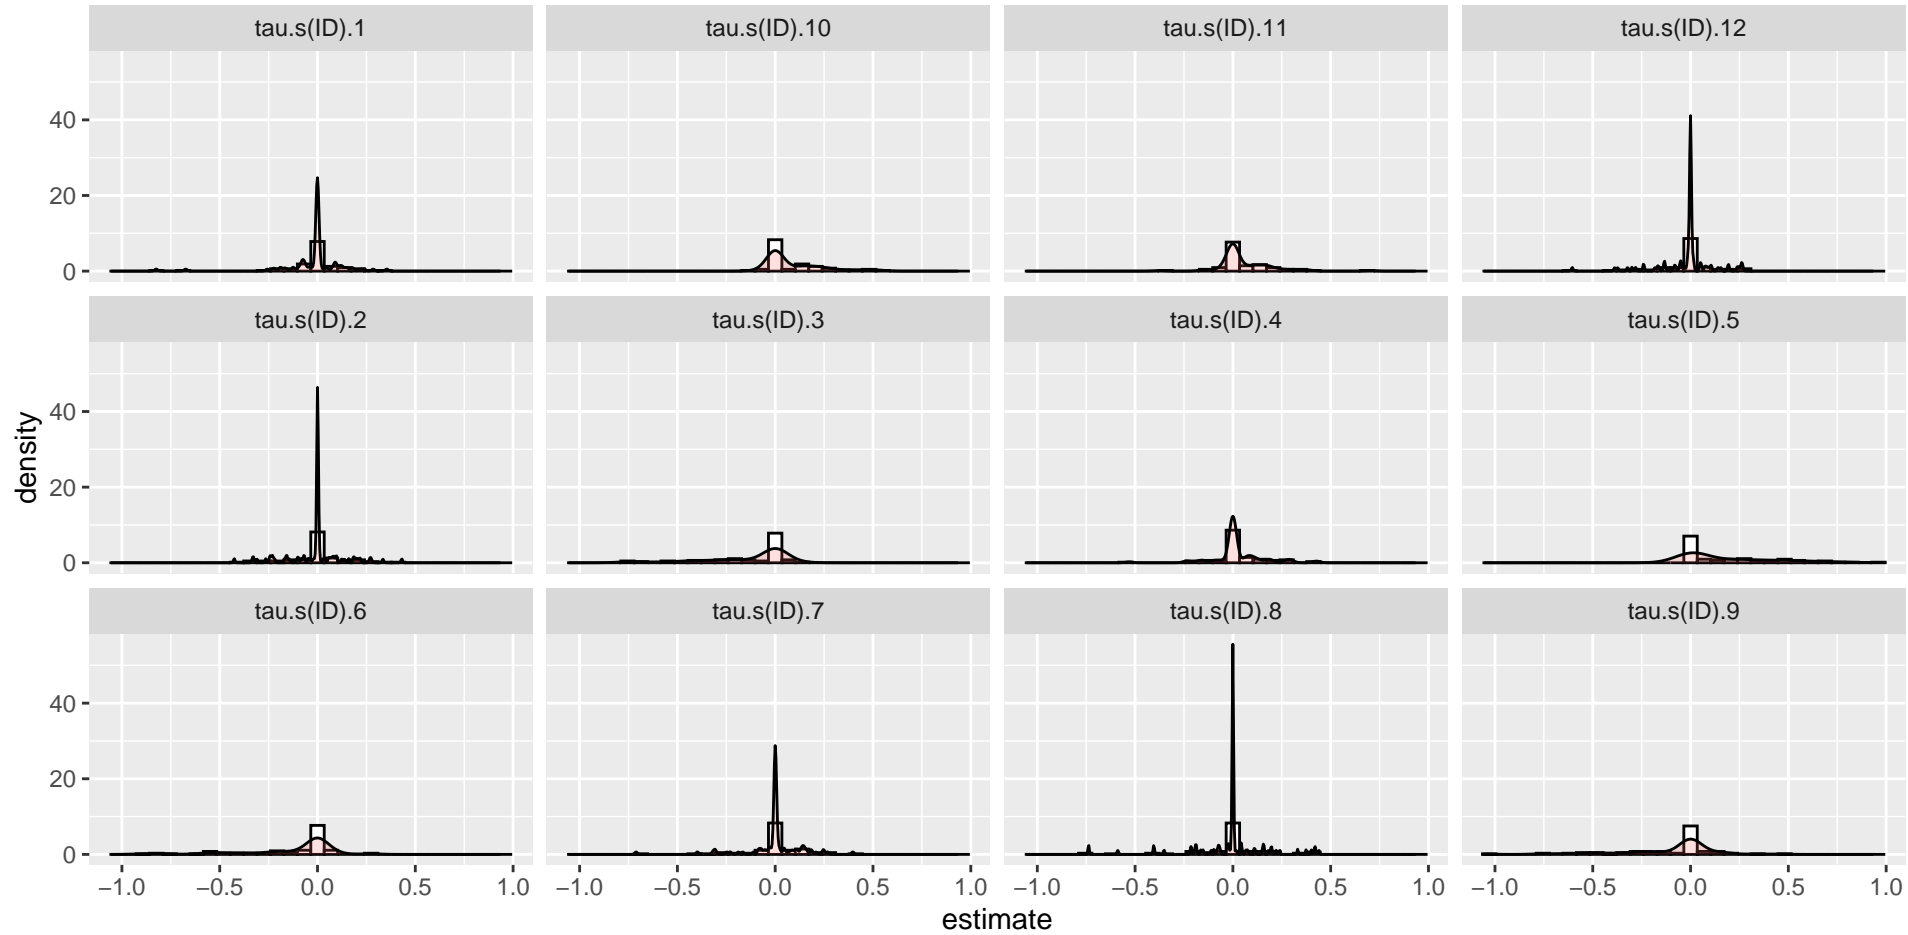 tau.s(ID).1 tau.s(ID).10 tau.s(ID).11 tau.s(ID).12
40
20
0
tau.s(ID).2 tau.s(ID).3 tau.s(ID).4 tau.s(ID).5
40
20
0
density
tau.s(ID).6 tau.s(ID).7 tau.s(ID).8 tau.s(ID).9
40
20
0
−1.0 −0.5 0.0 0.5 1.0 −1.0 −0.5 0.0 0.5 1.0 −1.0 −0.5 0.0 0.5 1.0 −1.0 −0.5 0.0 0.5 1.0
estimate